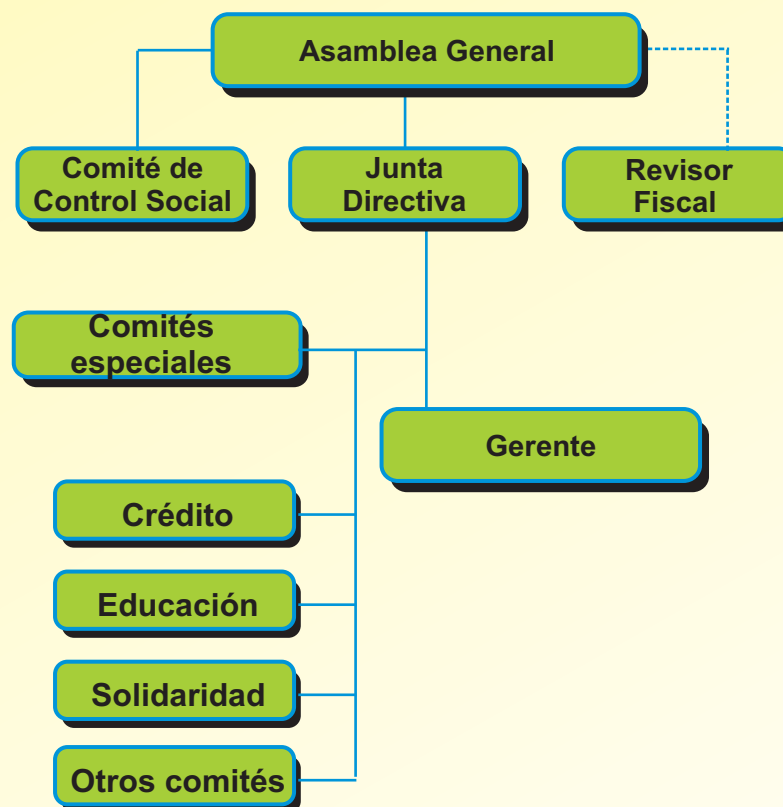 Asamblea General
Comité de
Control Social
Junta
Directiva
Revisor
Fiscal
Comités
especiales
Gerente
Crédito
Educación
Solidaridad
Otros comités